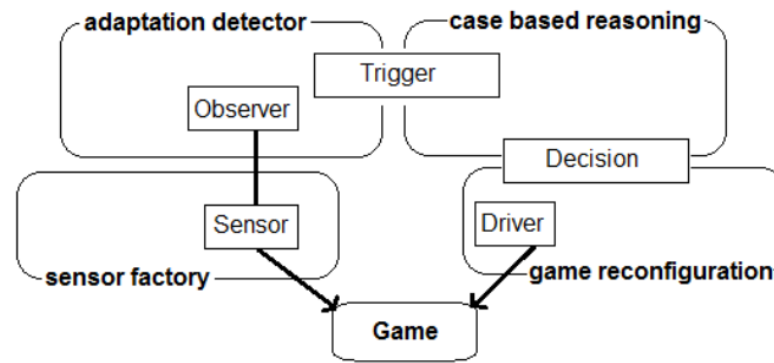 adaptation detector
case based reasoning
Trigger
Observer
Decision
Sensor
Driver
sensor factory
game reconfiguration
Game